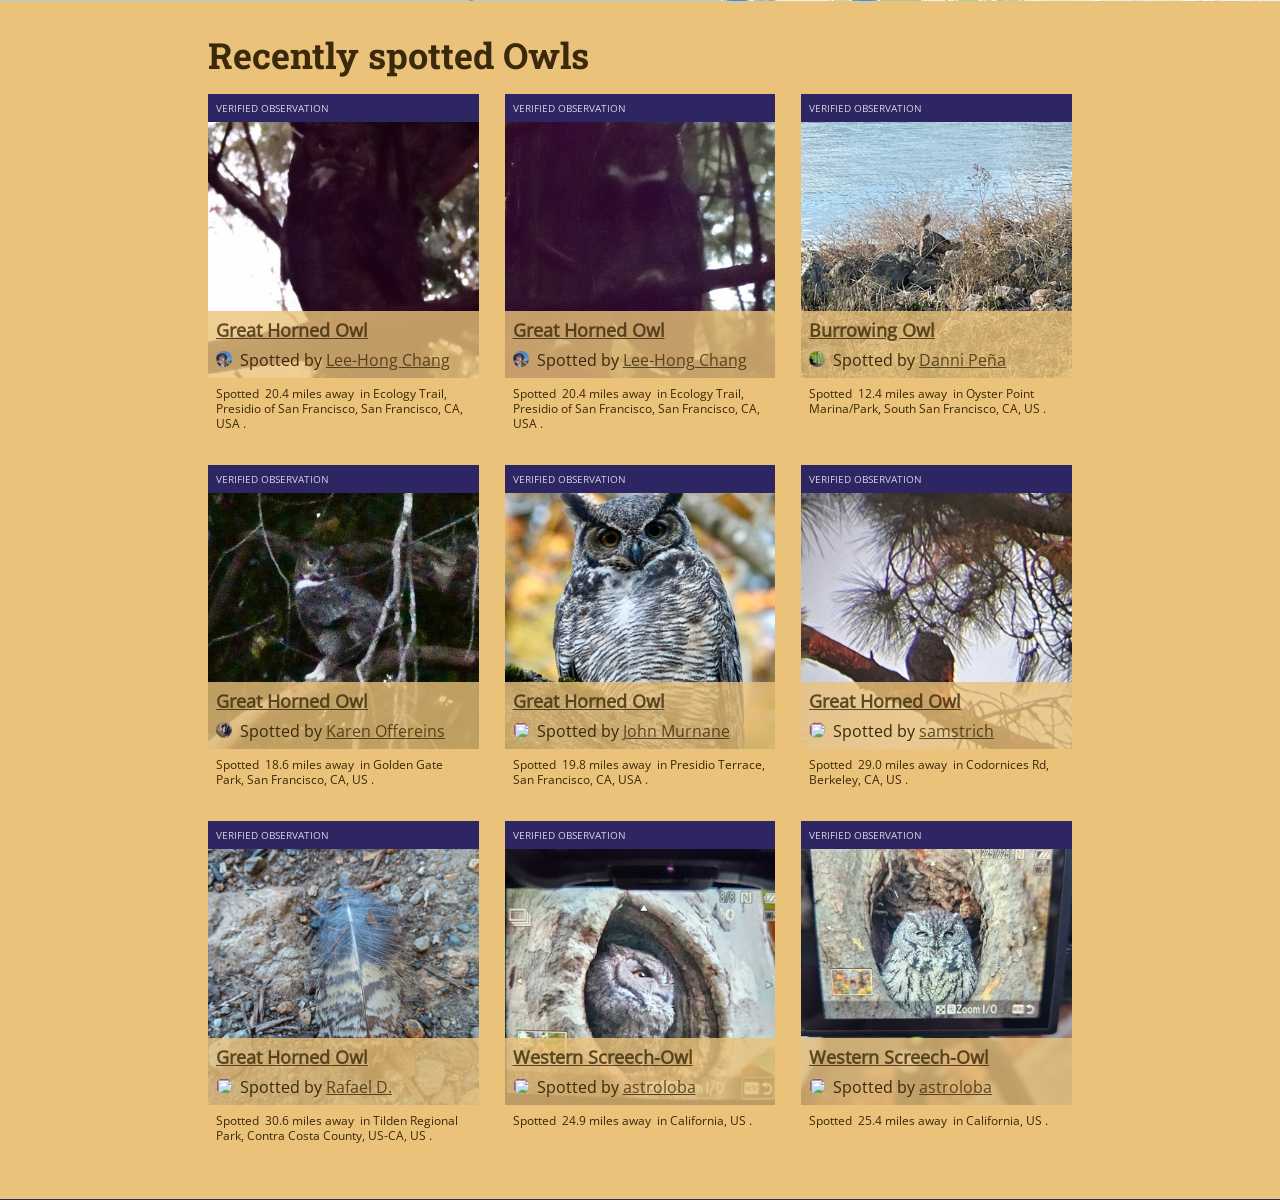 Recently spotted Owls
VERIFIED OBSERVATION
Great Horned Owl
Spotted by Lee-Hong Chang
Spotted 20.4 miles away in Ecology Trail,
Presidio of San Francisco, San Francisco, CA,
USA .
VERIFIED OBSERVATION
Great Horned Owl
Spotted by Lee-Hong Chang
Spotted 20.4 miles away in Ecology Trail,
Presidio of San Francisco, San Francisco, CA,
USA .
VERIFIED OBSERVATION
Burrowing Owl
Spotted by Danni Peña
Spotted 12.4 miles away in Oyster Point
Marina/Park, South San Francisco, CA, US .
VERIFIED OBSERVATION
Great Horned Owl
Spotted by Karen Offereins
Spotted 18.6 miles away in Golden Gate
Park, San Francisco, CA, US .
VERIFIED OBSERVATION
Great Horned Owl
Spotted by John Murnane
Spotted 19.8 miles away in Presidio Terrace,
San Francisco, CA, USA .
VERIFIED OBSERVATION
Great Horned Owl
Spotted by samstrich
Spotted 29.0 miles away in Codornices Rd,
Berkeley, CA, US .
VERIFIED OBSERVATION
Great Horned Owl
Spotted by Rafael D.
Spotted 30.6 miles away in Tilden Regional
Park, Contra Costa County, US-CA, US .
VERIFIED OBSERVATION
8/8 N
Western Screech-Owl
Spotted by astroloba
Spotted 24.9 miles away in California, US .
VERIFIED OBSERVATION
Zoom I/O
Western Screech-Owl
Spotted by astroloba
Spotted 25.4 miles away in California, US .